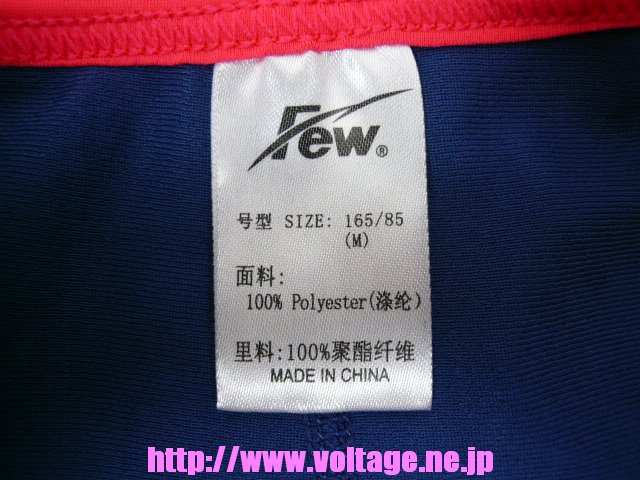 Few®
号型 SIZE: 165/85
(M)
面料:
100% Polyester(涤纶)
里料:100%聚酯纤维
MADE IN CHINA
http://www.voltage.ne.jp